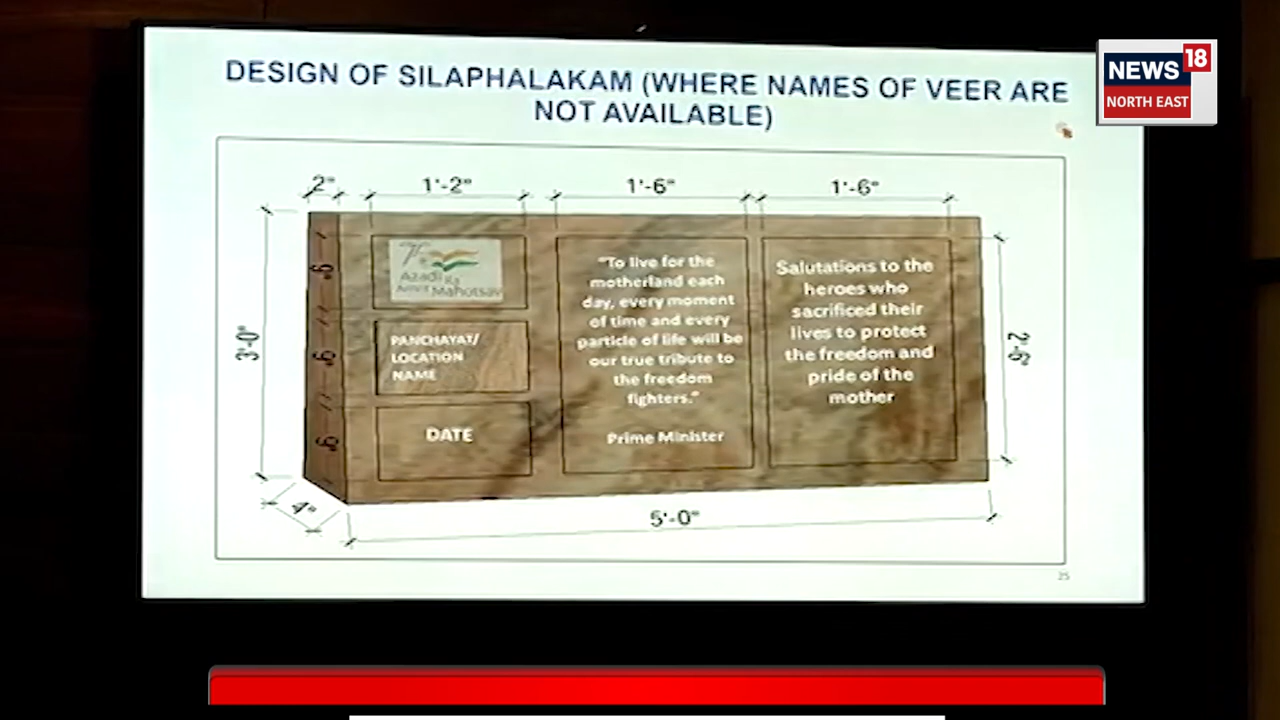 DESIGN OF SILAPHALAKAM (WHERE NAMES OF VEER ARE
NOT AVAILABLE)
NEWS 18
NORTH EAST
2"
1'-2"
1'-6"
1'-6"
3'-0"
9"
9"
9"
Azadi Ka
Amrit Mahotsav
PANCHAYAT/
LOCATION
NAME
DATE
"To live for the
motherland each
day, every moment
of time and every
particle of life will be
our true tribute to
the freedom
fighters."
Prime Minister
Salutations to the
heroes who
sacrificed their
lives to protect
the freedom and
pride of the
mother
2'-6"
4"
5'-0"
25